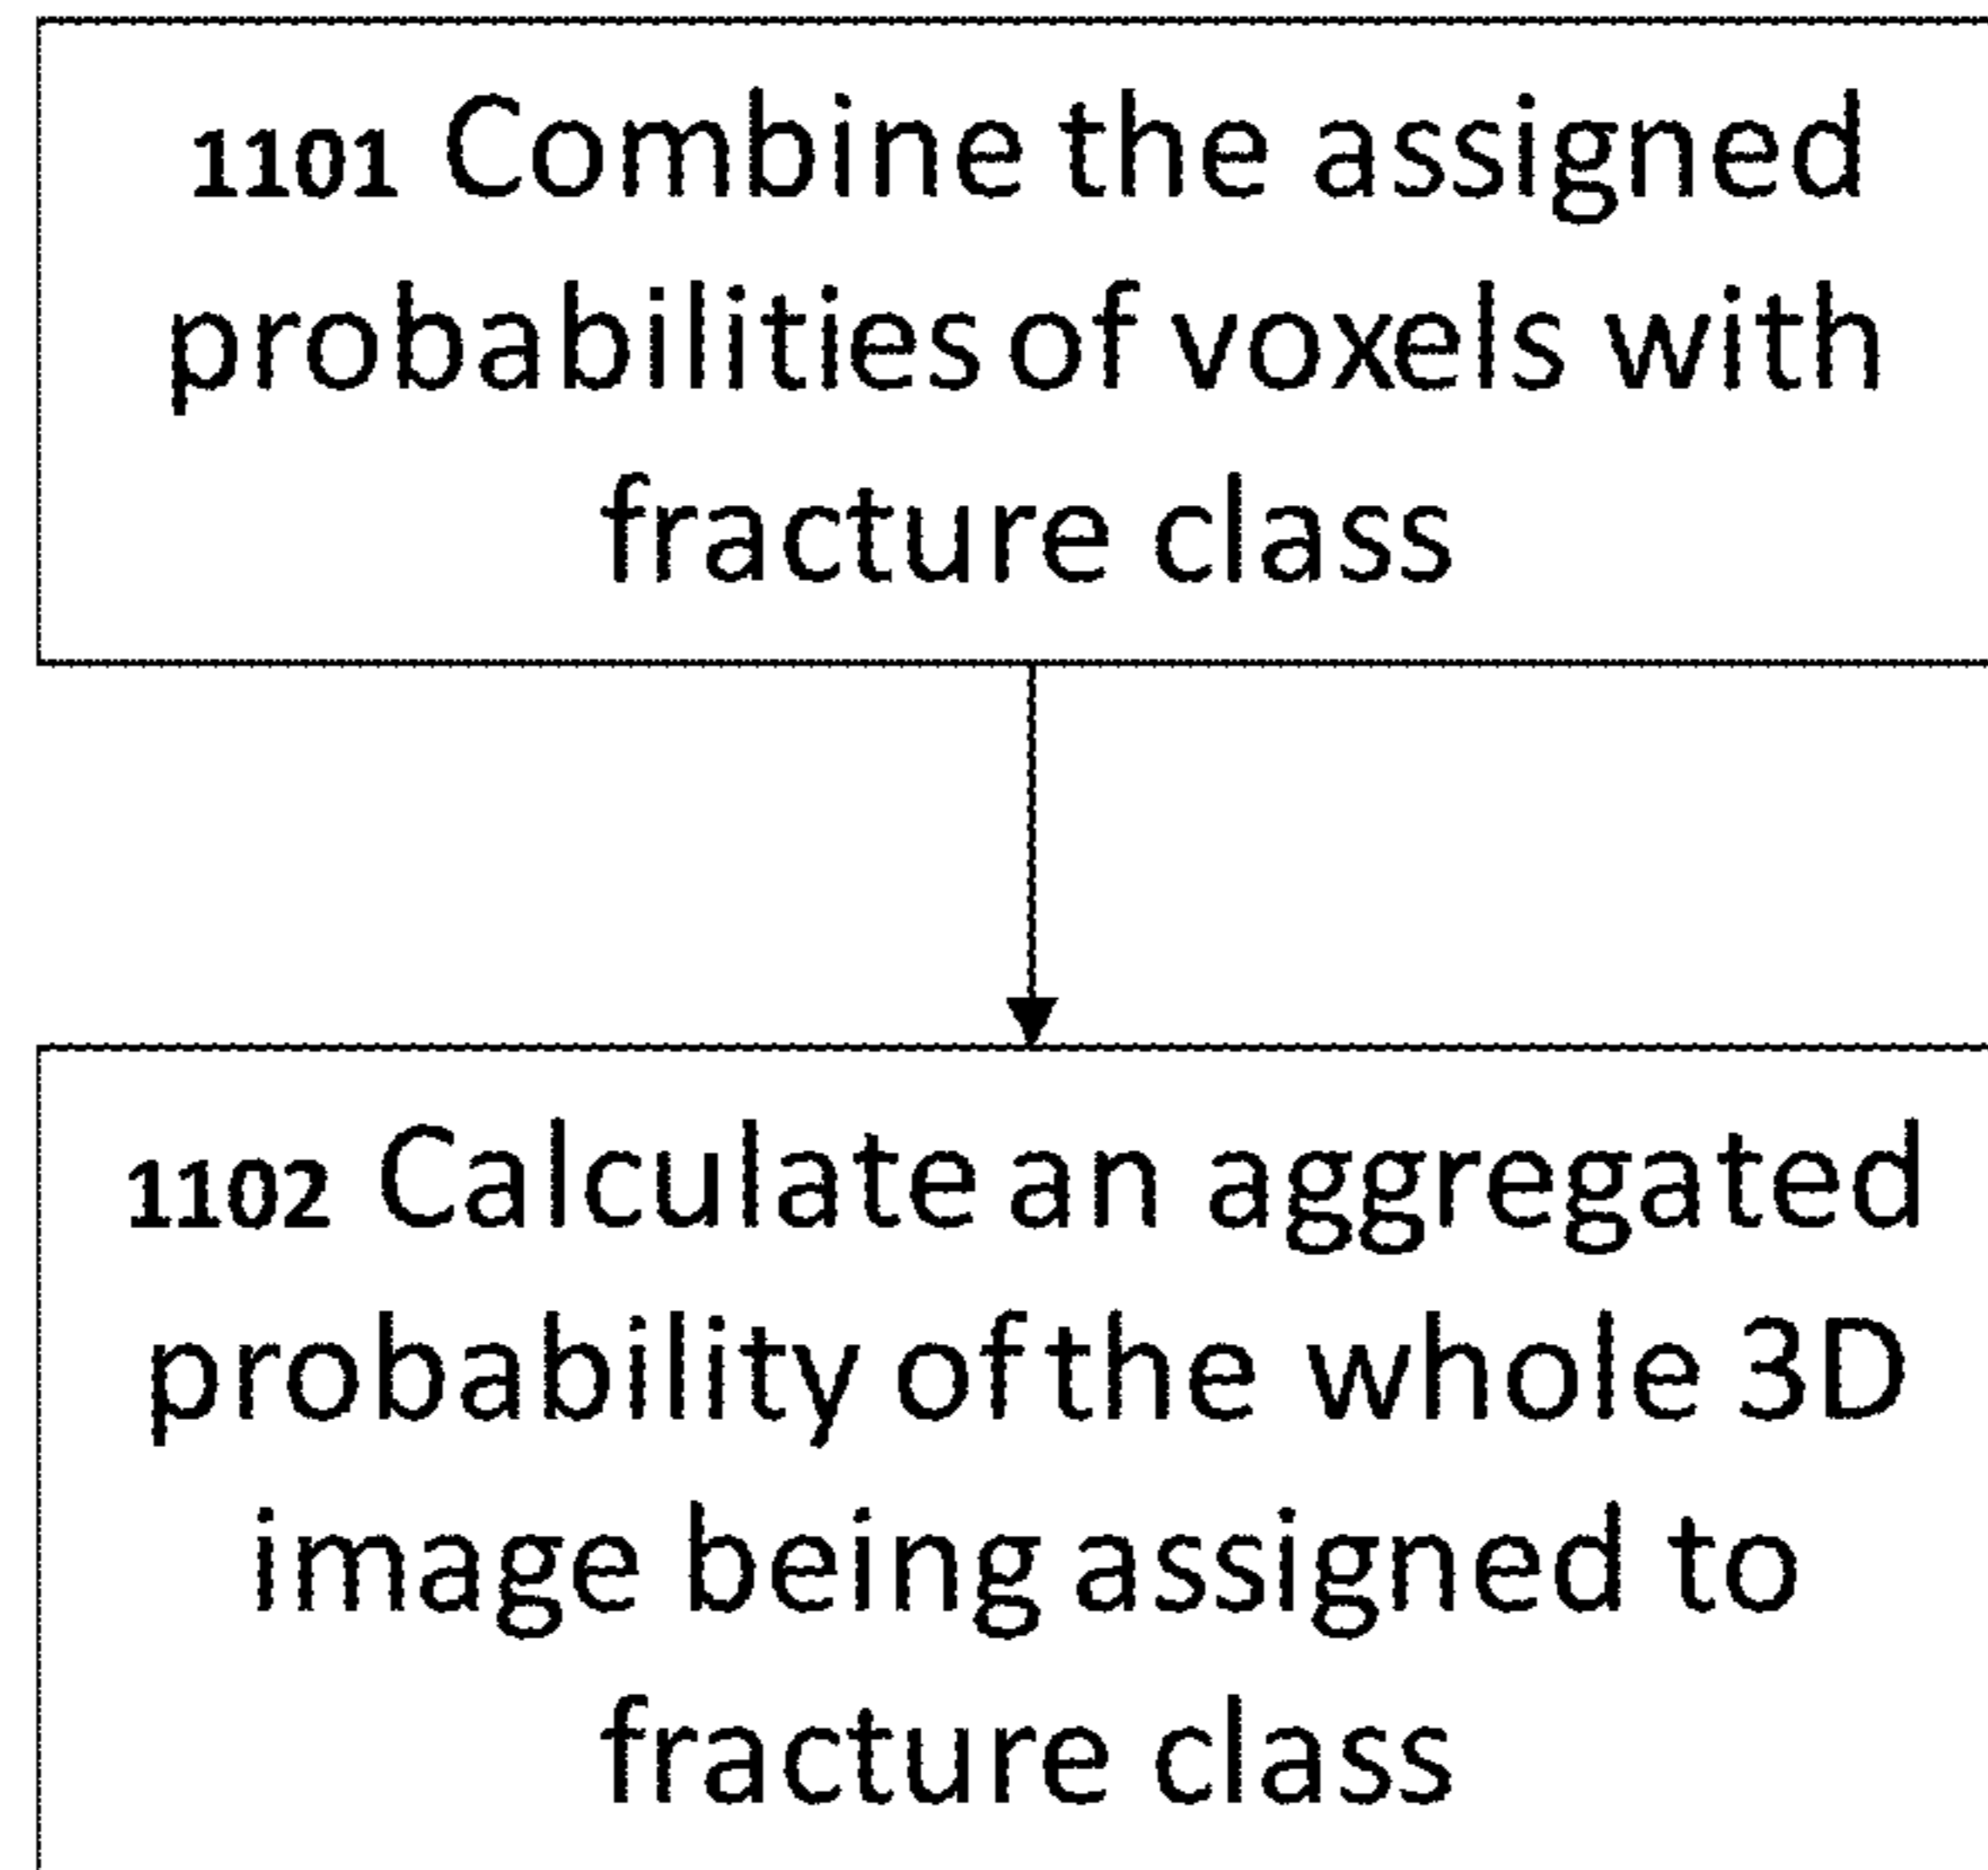 1101 Combine the assigned
probabilities of voxels with
fracture class
1102 Calculate an aggregated
probability of the whole 3D
image being assigned to
fracture class